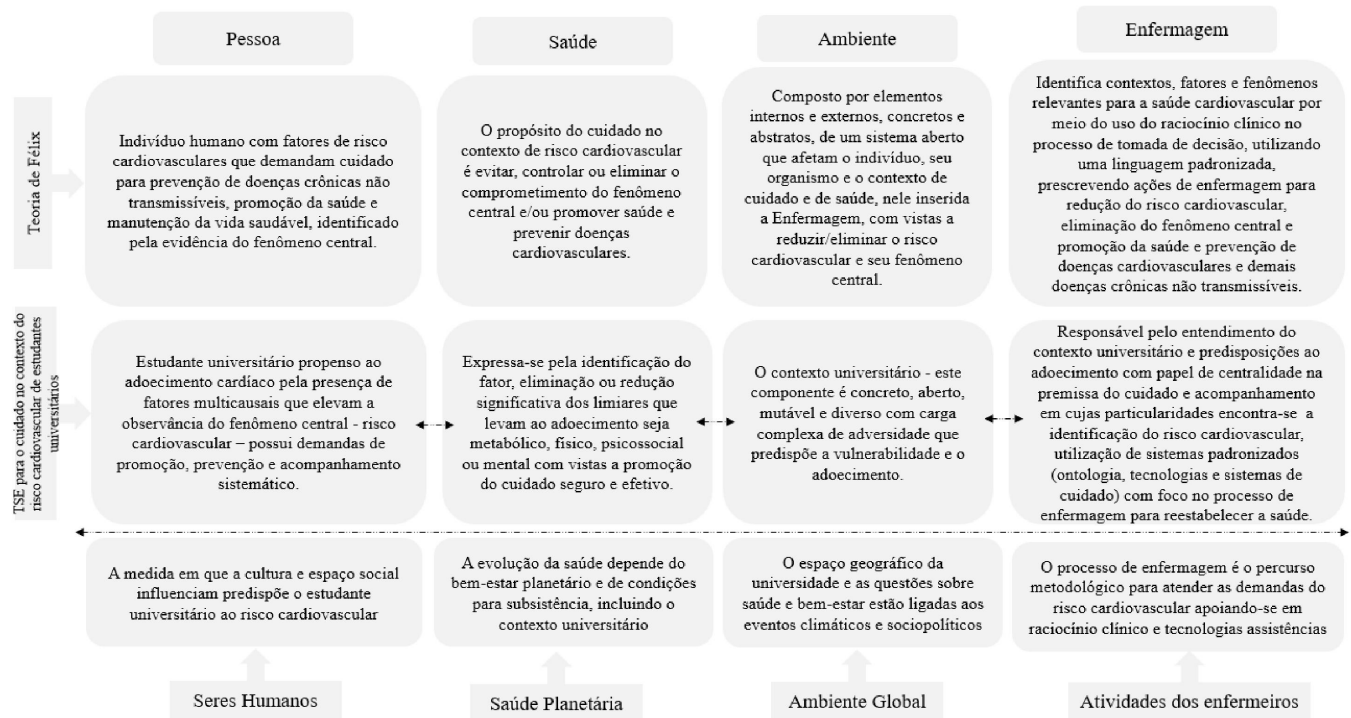 Pessoa
Saúde
Ambiente
Enfermagem
Teoria de Félix
Indivíduo humano com fatores de risco
cardiovasculares que demandam cuidado
para prevenção de doenças crônicas não
transmissíveis, promoção da saúde e
manutenção da vida saudável, identificado
pela evidência do fenômeno central.
O propósito do cuidado no
contexto de risco cardiovascular
é evitar, controlar ou eliminar o
comprometimento do fenômeno
central e/ou promover saúde e
prevenir doenças
cardiovasculares.
Composto por elementos
internos e externos, concretos e
abstratos, de um sistema aberto
que afetam o indivíduo, seu
organismo e o contexto de
cuidado e de saúde, nele inserida
a Enfermagem, com vistas a
reduzir/eliminar o risco
cardiovascular e seu fenômeno
central.
Identifica contextos, fatores e fenômenos
relevantes para a saúde cardiovascular por
meio do uso do raciocínio clínico no
processo de tomada de decisão, utilizando
uma linguagem padronizada,
prescrevendo ações de enfermagem para
redução do risco cardiovascular,
eliminação do fenômeno central e
promoção da saúde e prevenção de
doenças cardiovasculares e demais
doenças crônicas não transmissíveis.
TSE para o cuidado no contexto do
risco cardiovascular de estudantes
universitários
Estudante universitário propenso ao
adoecimento cardíaco pela presença de
fatores multicausais que elevam a
observância do fenômeno central - risco
cardiovascular – possui demandas de
promoção, prevenção e acompanhamento
sistemático.
Expressa-se pela identificação do
fator, eliminação ou redução
significativa dos limiares que
levam ao adoecimento seja
metabólico, físico, psicossocial
ou mental com vistas a promoção
do cuidado seguro e efetivo.
O contexto universitário - este
componente é concreto, aberto,
mutável e diverso com carga
complexa de adversidade que
predispõe a vulnerabilidade e o
adoecimento.
Responsável pelo entendimento do
contexto universitário e predisposições ao
adoecimento com papel de centralidade na
premissa do cuidado e acompanhamento
em cujas particularidades encontra-se a
identificação do risco cardiovascular,
utilização de sistemas padronizados
(ontologia, tecnologias e sistemas de
cuidado) com foco no processo de
enfermagem para reestabelecer a saúde.
A medida em que a cultura e espaço social
influenciam predispõe o estudante
universitário ao risco cardiovascular
A evolução da saúde depende do
bem-estar planetário e de condições
para subsistência, incluindo o
contexto universitário
O espaço geográfico da
universidade e as questões sobre
saúde e bem-estar estão ligadas aos
eventos climáticos e sociopolíticos
O processo de enfermagem é o percurso
metodológico para atender as demandas do
risco cardiovascular apoiando-se em
raciocínio clínico e tecnologias assistências
Seres Humanos
Saúde Planetária
Ambiente Global
Atividades dos enfermeiros